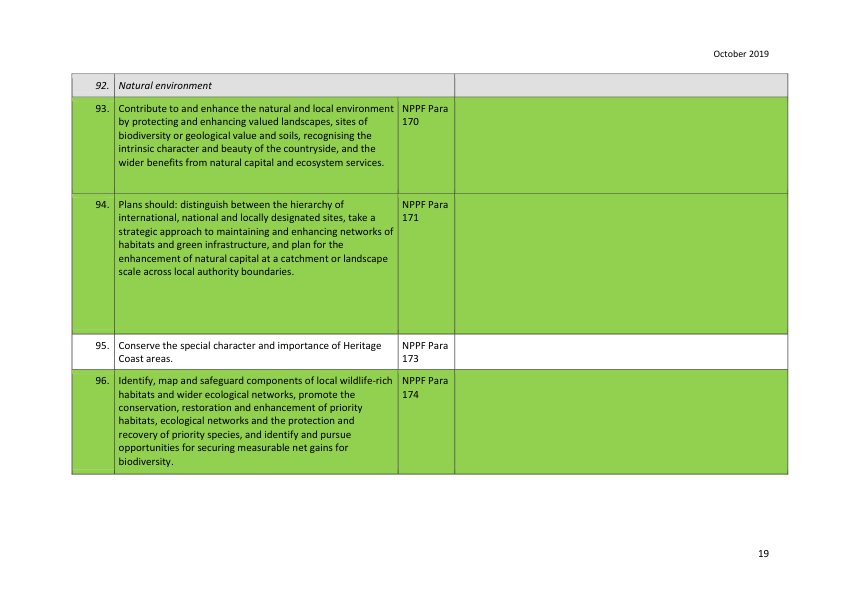 October 2019
92. Natural environment
93. Contribute to and enhance the natural and local environment NPPF Para
by protecting and enhancing valued landscapes, sites of 170
biodiversity or geological value and soils, recognising the
intrinsic character and beauty of the countryside, and the
wider benefits from natural capital and ecosystem services.
94. Plans should: distinguish between the hierarchy of NPPF Para
international, national and locally designated sites, take a 171
strategic approach to maintaining and enhancing networks of
habitats and green infrastructure, and plan for the
enhancement of natural capital at a catchment or landscape
scale across local authority boundaries.
95. Conserve the special character and importance of Heritage NPPF Para
Coast areas. 173
96. Identify, map and safeguard components of local wildlife-rich NPPF Para
habitats and wider ecological networks, promote the 174
conservation, restoration and enhancement of priority
habitats, ecological networks and the protection and
recovery of priority species, and identify and pursue
opportunities for securing measurable net gains for
biodiversity.
19